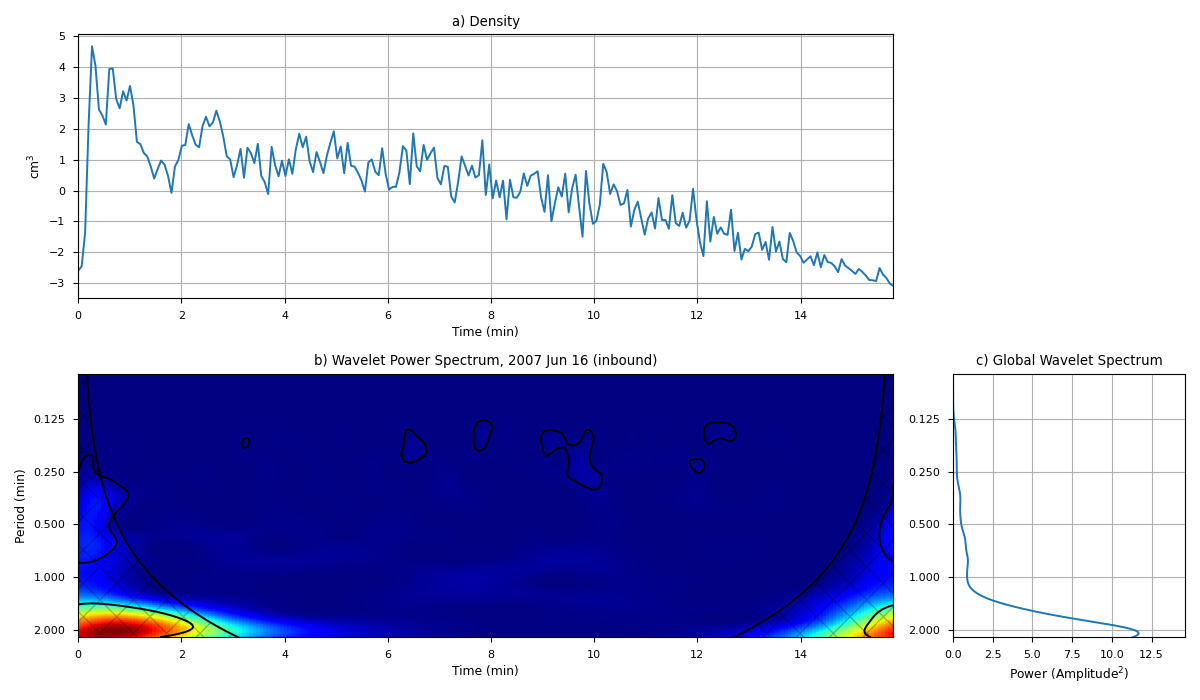 a) Density
5
4
3
2
1
0
−1
−2
−3
cm³
0 2 4 6 8 10 12 14
Time (min)
b) Wavelet Power Spectrum, 2007 Jun 16 (inbound)
0.125
0.250
0.500
1.000
2.000
Period (min)
0 2 4 6 8 10 12 14
Time (min)
c) Global Wavelet Spectrum
0.125
0.250
0.500
1.000
2.000
0.0 2.5 5.0 7.5 10.0 12.5
Power (Amplitude²)